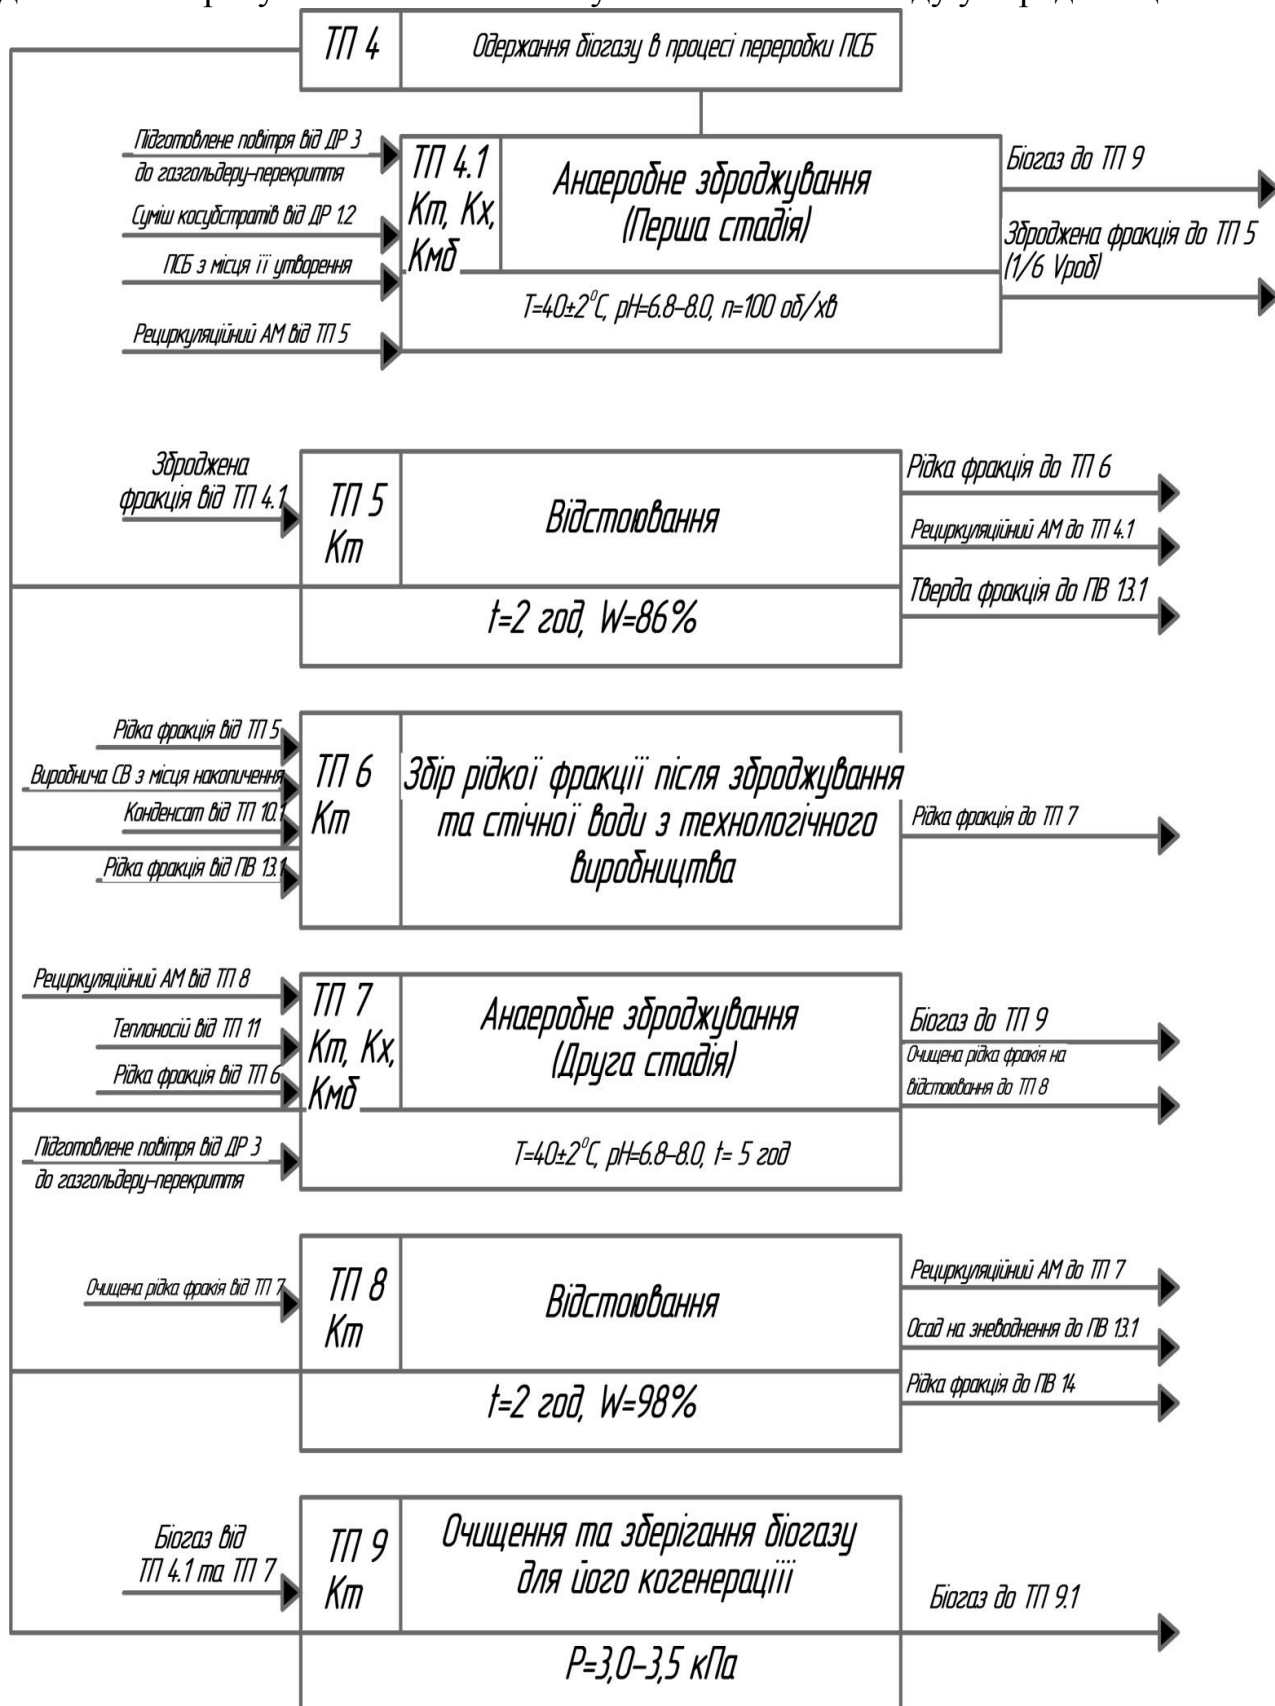 ТП 4
Одержання біогазу в процесі переробки ПСБ
Підготовлене повітря від ДР 3
до газгольдеру-перекриття
Суміш косубстратів від ДР 1.2
ПСБ з місця її утворення
Рециркуляційний АМ від ТП 5
ТП 4.1
Кт, Кх,
Кмб
Анаеробне зброджування
(Перша стадія)
T=40±2⁰C, pH=6.8–8.0, n=100 об/хв
Біогаз до ТП 9
Зброджена фракція до ТП 5
(1/6 Vроб)
Зброджена
фракція від ТП 4.1
ТП 5
Кт
Відстоювання
t=2 год, W=86%
Рідка фракція до ТП 6
Рециркуляційний АМ до ТП 4.1
Тверда фракція до ПВ 13.1
Рідка фракція від ТП 5
Виробнича СВ з місця накопичення
Конденсат від ТП 10.1
Рідка фракція від ПВ 13.1
ТП 6
Кт
Збір рідкої фракції після зброджування
та стічної води з технологічного
виробництва
Рідка фракція до ТП 7
Рециркуляційний АМ від ТП 8
Теплоносій від ТП 11
Рідка фракція від ТП 6
Підготовлене повітря від ДР 3
до газгольдеру-перекриття
ТП 7
Кт, Кх,
Кмб
Анаеробне зброджування
(Друга стадія)
T=40±2⁰C, pH=6.8–8.0, t= 5 год
Біогаз до ТП 9
Очищена рідка фракія на
відстоювання до ТП 8
Очищена рідка фракія від ТП 7
ТП 8
Кт
Відстоювання
t=2 год, W=98%
Рециркуляційний АМ до ТП 7
Осад на зневоднення до ПВ 13.1
Рідка фракція до ПВ 14
Біогаз від
ТП 4.1 та ТП 7
ТП 9
Кт
Очищення та зберігання біогазу
для його когенераціїі
P=3,0–3,5 кПа
Біогаз до ТП 9.1